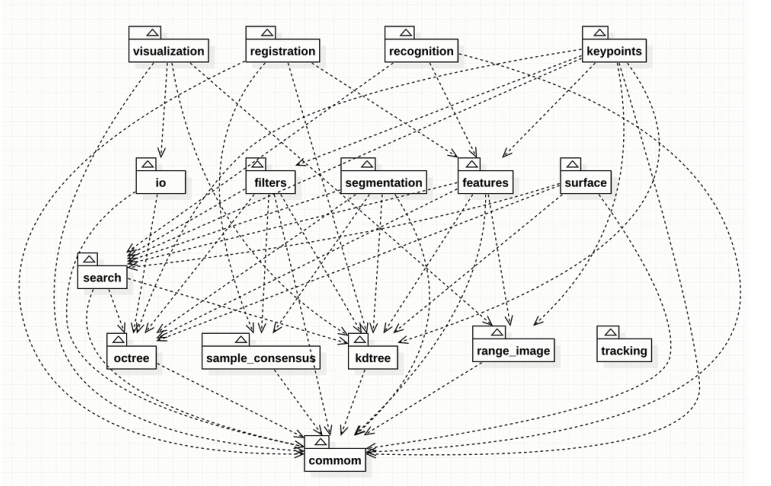 visualization
registration
recognition
keypoints
io
filters
segmentation
features
surface
search
octree
sample_consensus
kdtree
range_image
tracking
commom